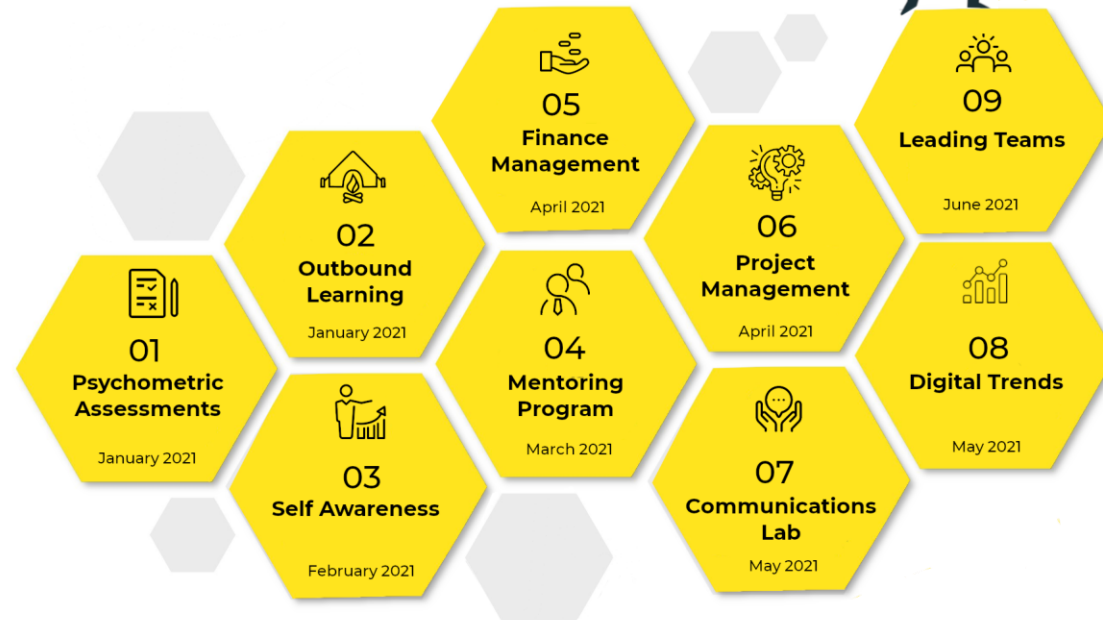 01
Psychometric
Assessments
January 2021
02
Outbound
Learning
January 2021
03
Self Awareness
February 2021
04
Mentoring
Program
March 2021
05
Finance
Management
April 2021
06
Project
Management
April 2021
07
Communications
Lab
May 2021
08
Digital Trends
May 2021
09
Leading Teams
June 2021